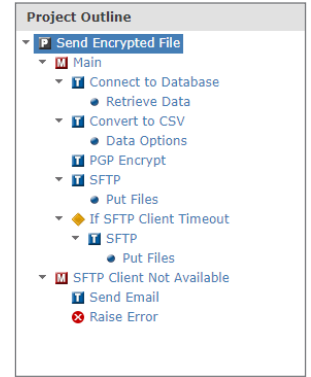 Project Outline
P Send Encrypted File
M Main
T Connect to Database
Retrieve Data
T Convert to CSV
Data Options
T PGP Encrypt
T SFTP
Put Files
If SFTP Client Timeout
T SFTP
Put Files
M SFTP Client Not Available
T Send Email
Raise Error